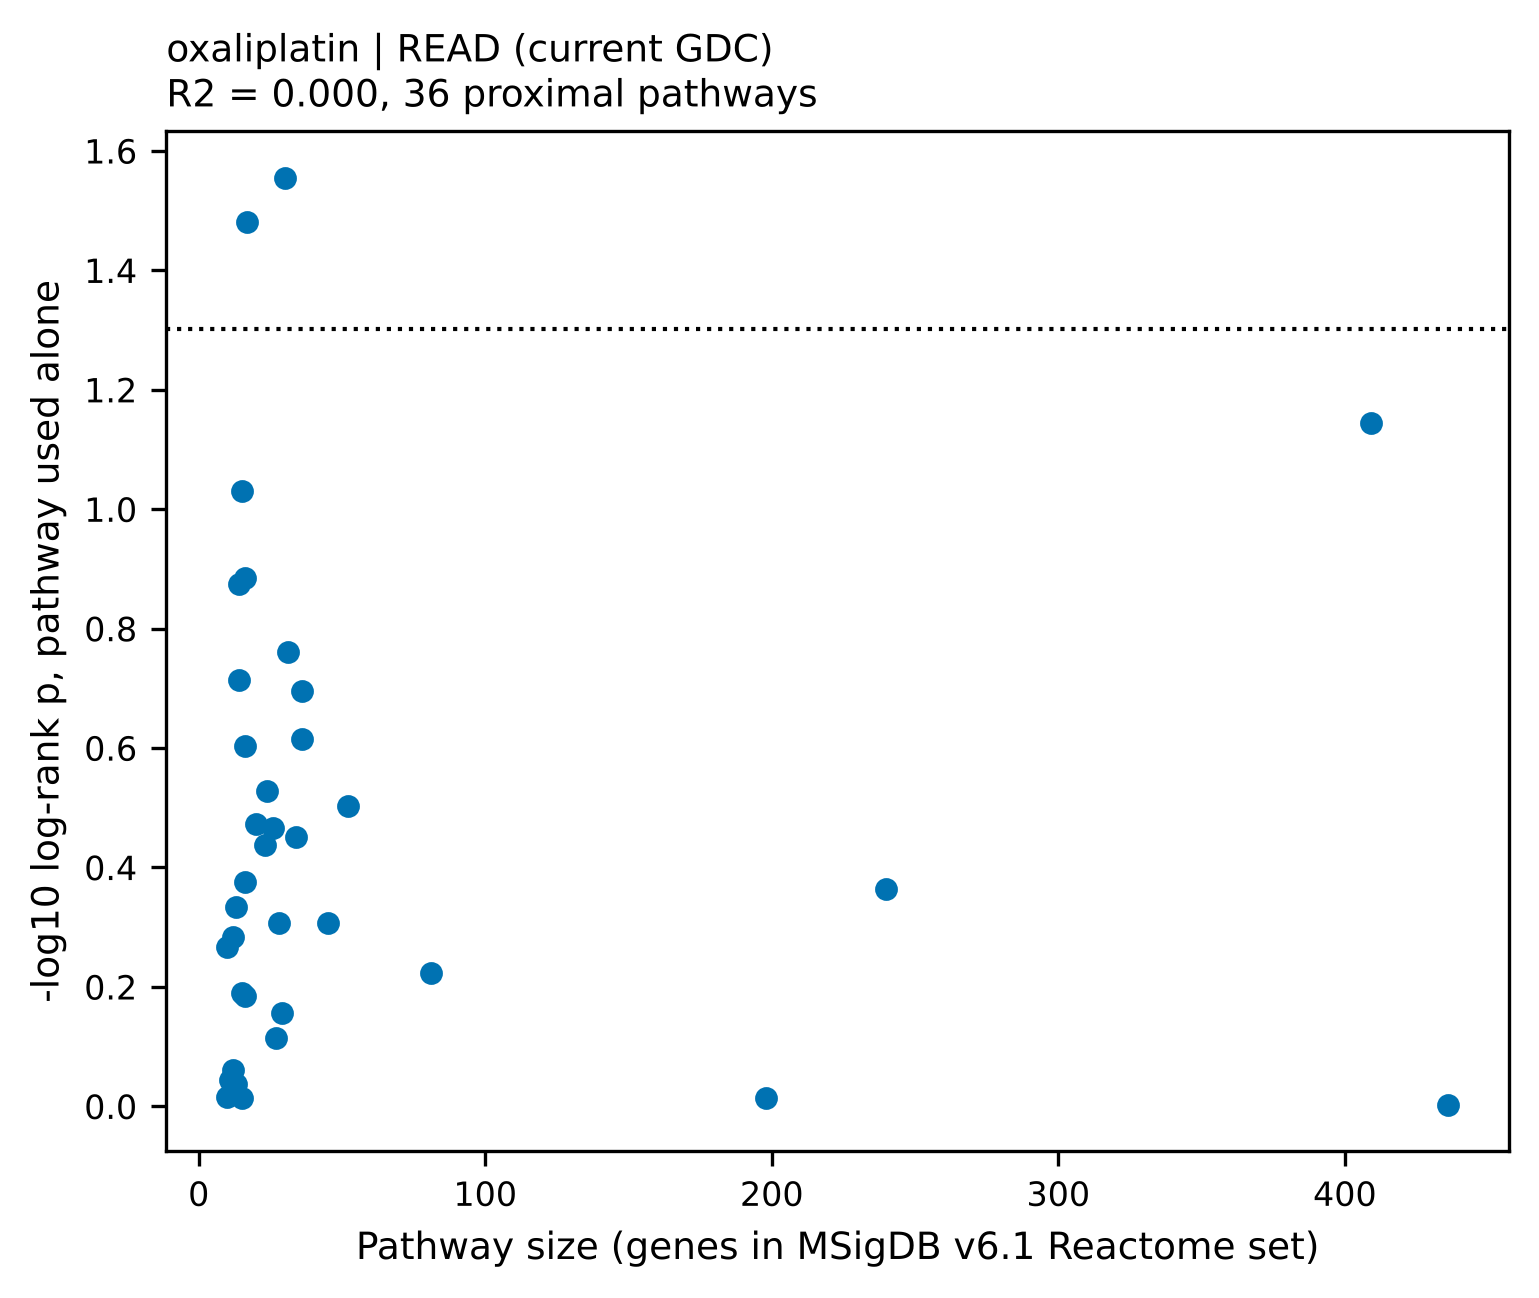 oxaliplatin | READ (current GDC)
R2 = 0.000, 36 proximal pathways
-log10 log-rank p, pathway used alone
1.6
1.4
1.2
1.0
0.8
0.6
0.4
0.2
0.0
0 100 200 300 400
Pathway size (genes in MSigDB v6.1 Reactome set)